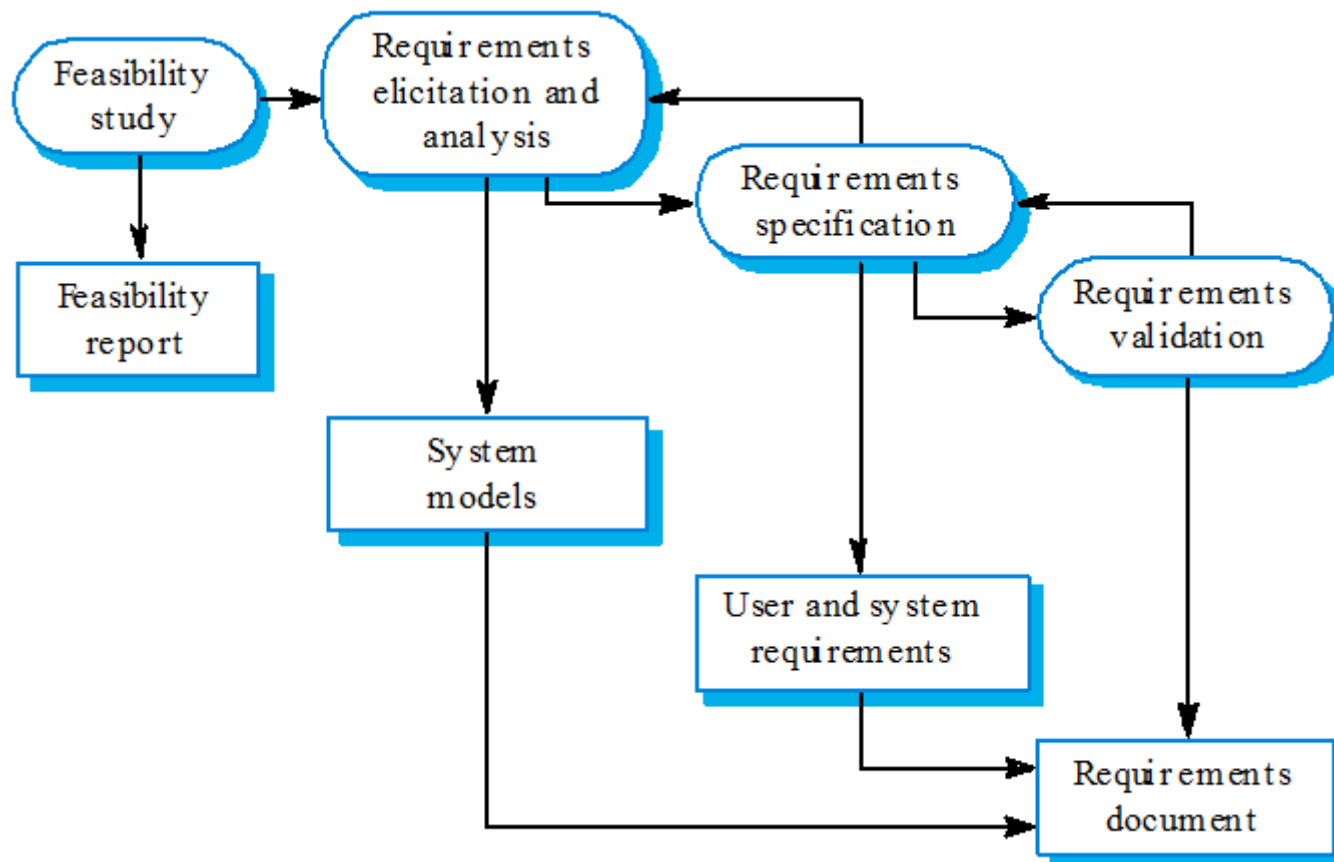 Feasibility
study
Requirements
elicitation and
analysis
Requirements
specification
Requirements
validation
Feasibility
report
System
models
User and system
requirements
Requirements
document